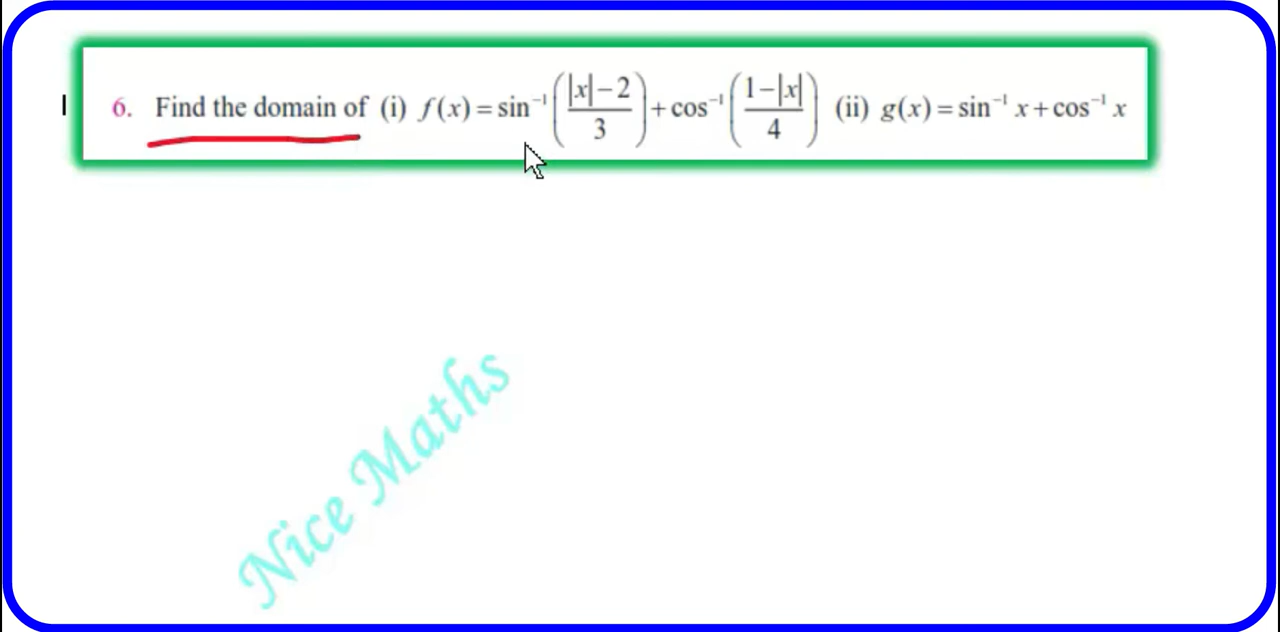 6. Find the domain of (i) f(x) = sin⁻¹(|x|−2/3) + cos⁻¹(1−|x|/4) (ii) g(x) = sin⁻¹ x + cos⁻¹ x
Nice Maths